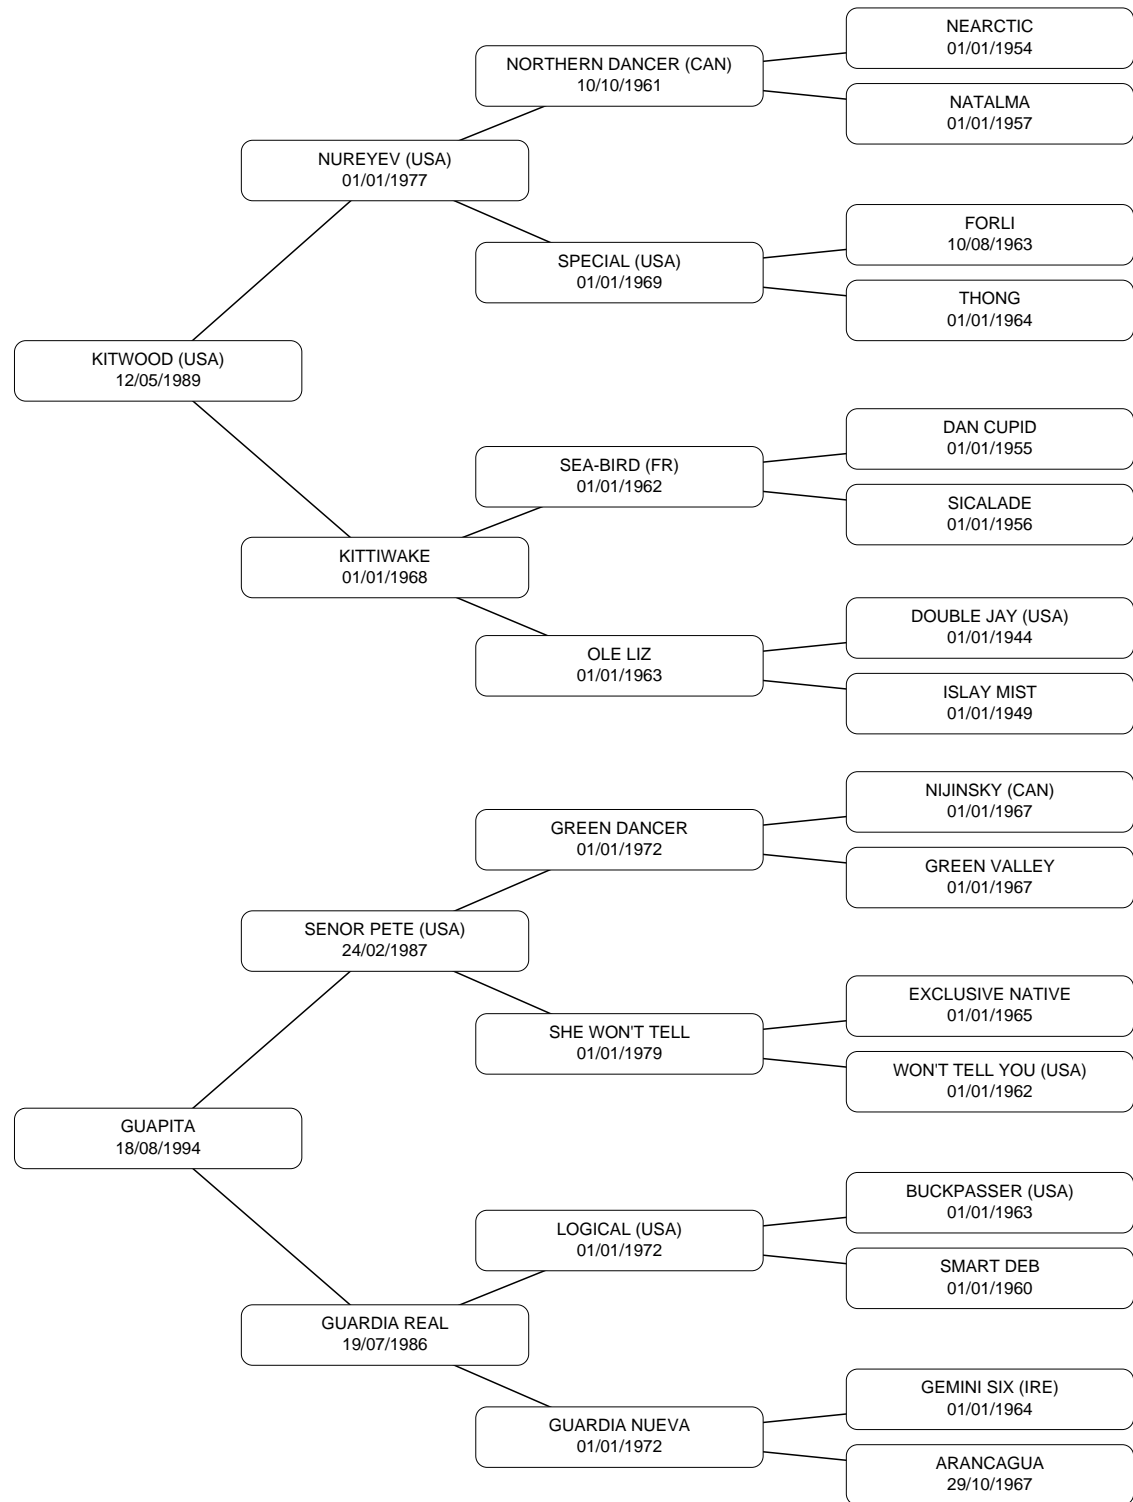 NEARCTIC
01/01/1954
NORTHERN DANCER (CAN)
10/10/1961
NATALMA
01/01/1957
NUREYEV (USA)
01/01/1977
FORLI
10/08/1963
SPECIAL (USA)
01/01/1969
THONG
01/01/1964
KITWOOD (USA)
12/05/1989
DAN CUPID
01/01/1955
SEA-BIRD (FR)
01/01/1962
SICALADE
01/01/1956
KITTIWAKE
01/01/1968
DOUBLE JAY (USA)
01/01/1944
OLE LIZ
01/01/1963
ISLAY MIST
01/01/1949
NIJINSKY (CAN)
01/01/1967
GREEN DANCER
01/01/1972
GREEN VALLEY
01/01/1967
SENOR PETE (USA)
24/02/1987
EXCLUSIVE NATIVE
01/01/1965
SHE WON'T TELL
01/01/1979
WON'T TELL YOU (USA)
01/01/1962
GUAPITA
18/08/1994
BUCKPASSER (USA)
01/01/1963
LOGICAL (USA)
01/01/1972
SMART DEB
01/01/1960
GUARDIA REAL
19/07/1986
GEMINI SIX (IRE)
01/01/1964
GUARDIA NUEVA
01/01/1972
ARANCAGUA
29/10/1967